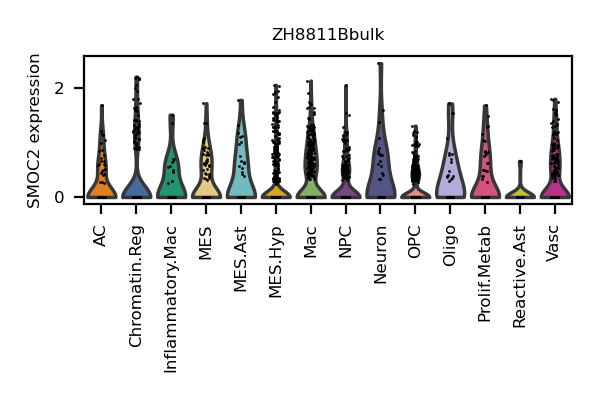 ZH8811Bbulk
SMOC2 expression
2
0
AC
Chromatin.Reg
Inflammatory.Mac
MES
MES.Ast
MES.Hyp
Mac
NPC
Neuron
OPC
Oligo
Prolif.Metab
Reactive.Ast
Vasc